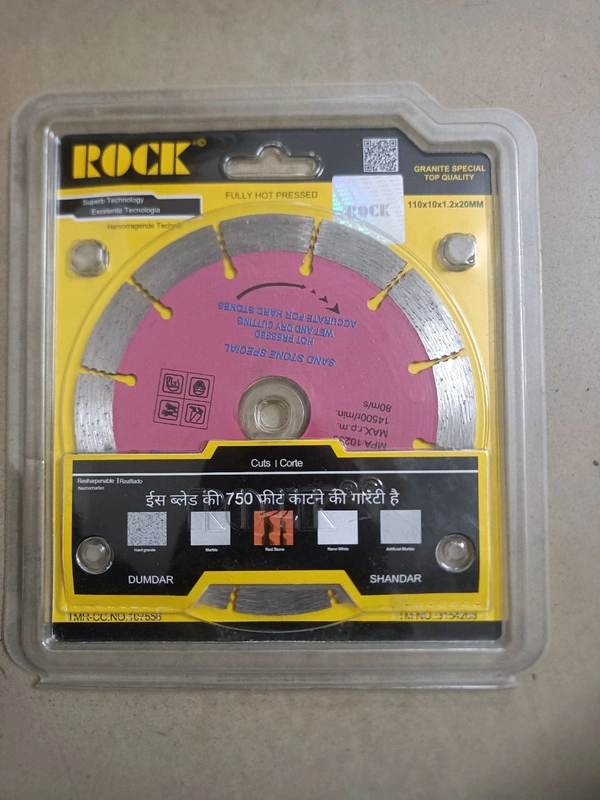 ROCK
GRANITE SPECIAL
TOP QUALITY
Superb Technology
Excelente Tecnologia
FULLY HOT PRESSED
ROCK
110x10x1.2x20MM
SAND STONE SPECIAL
HOT PRESSED
WET AND DRY CUTTING
ACCURATE FOR HARD STONES
MAX.r.p.m.
14500r/min.
80m/s
Cuts | Corte
ईस ब्लेड की 750 फीट काटने की गारंटी है
Hard granite
Marble
Red Stone
Nano White
Artificial Marble
DUMDAR
SHANDAR